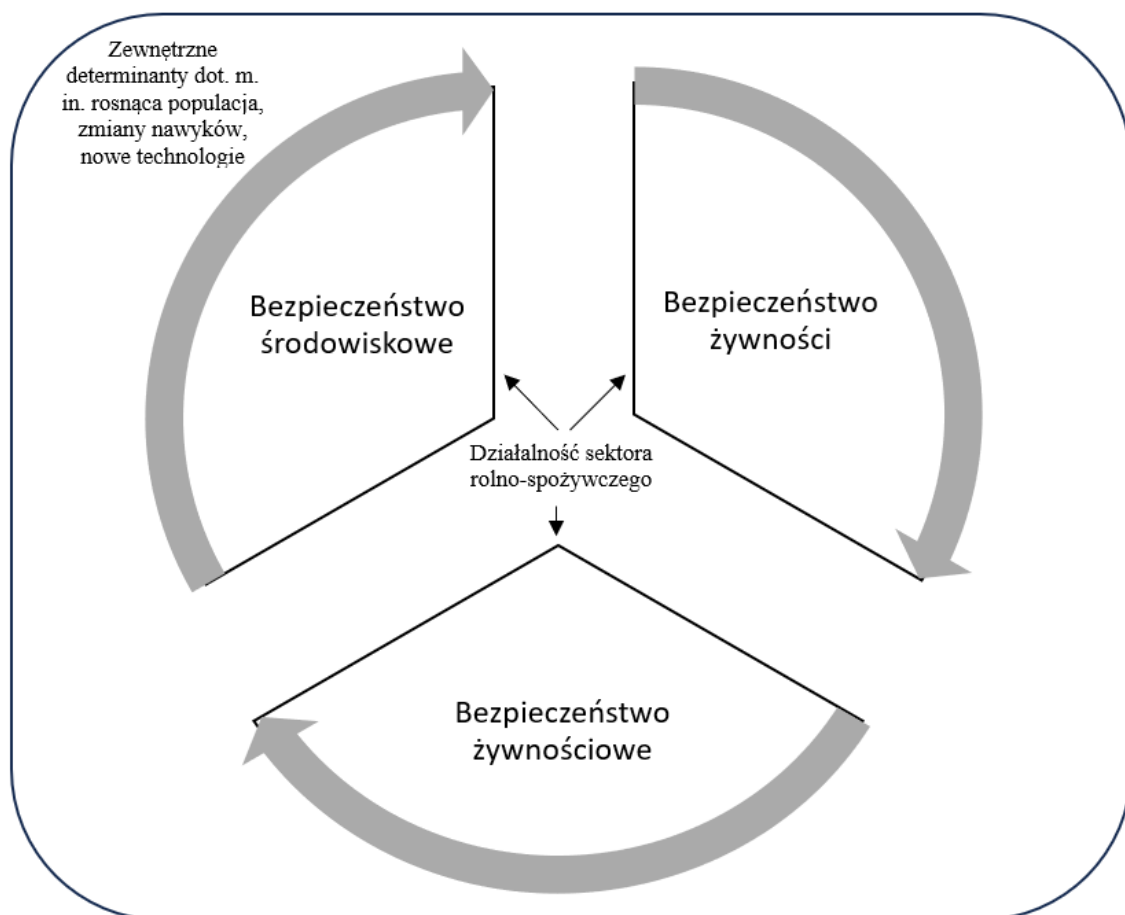 Zewnętrzne
determinanty dot. m.
in. rosnąca populacja,
zmiany nawyków,
nowe technologie
Bezpieczeństwo
środowiskowe
Bezpieczeństwo
żywności
Działalność sektora
rolno-spożywczego
Bezpieczeństwo
żywnościowe